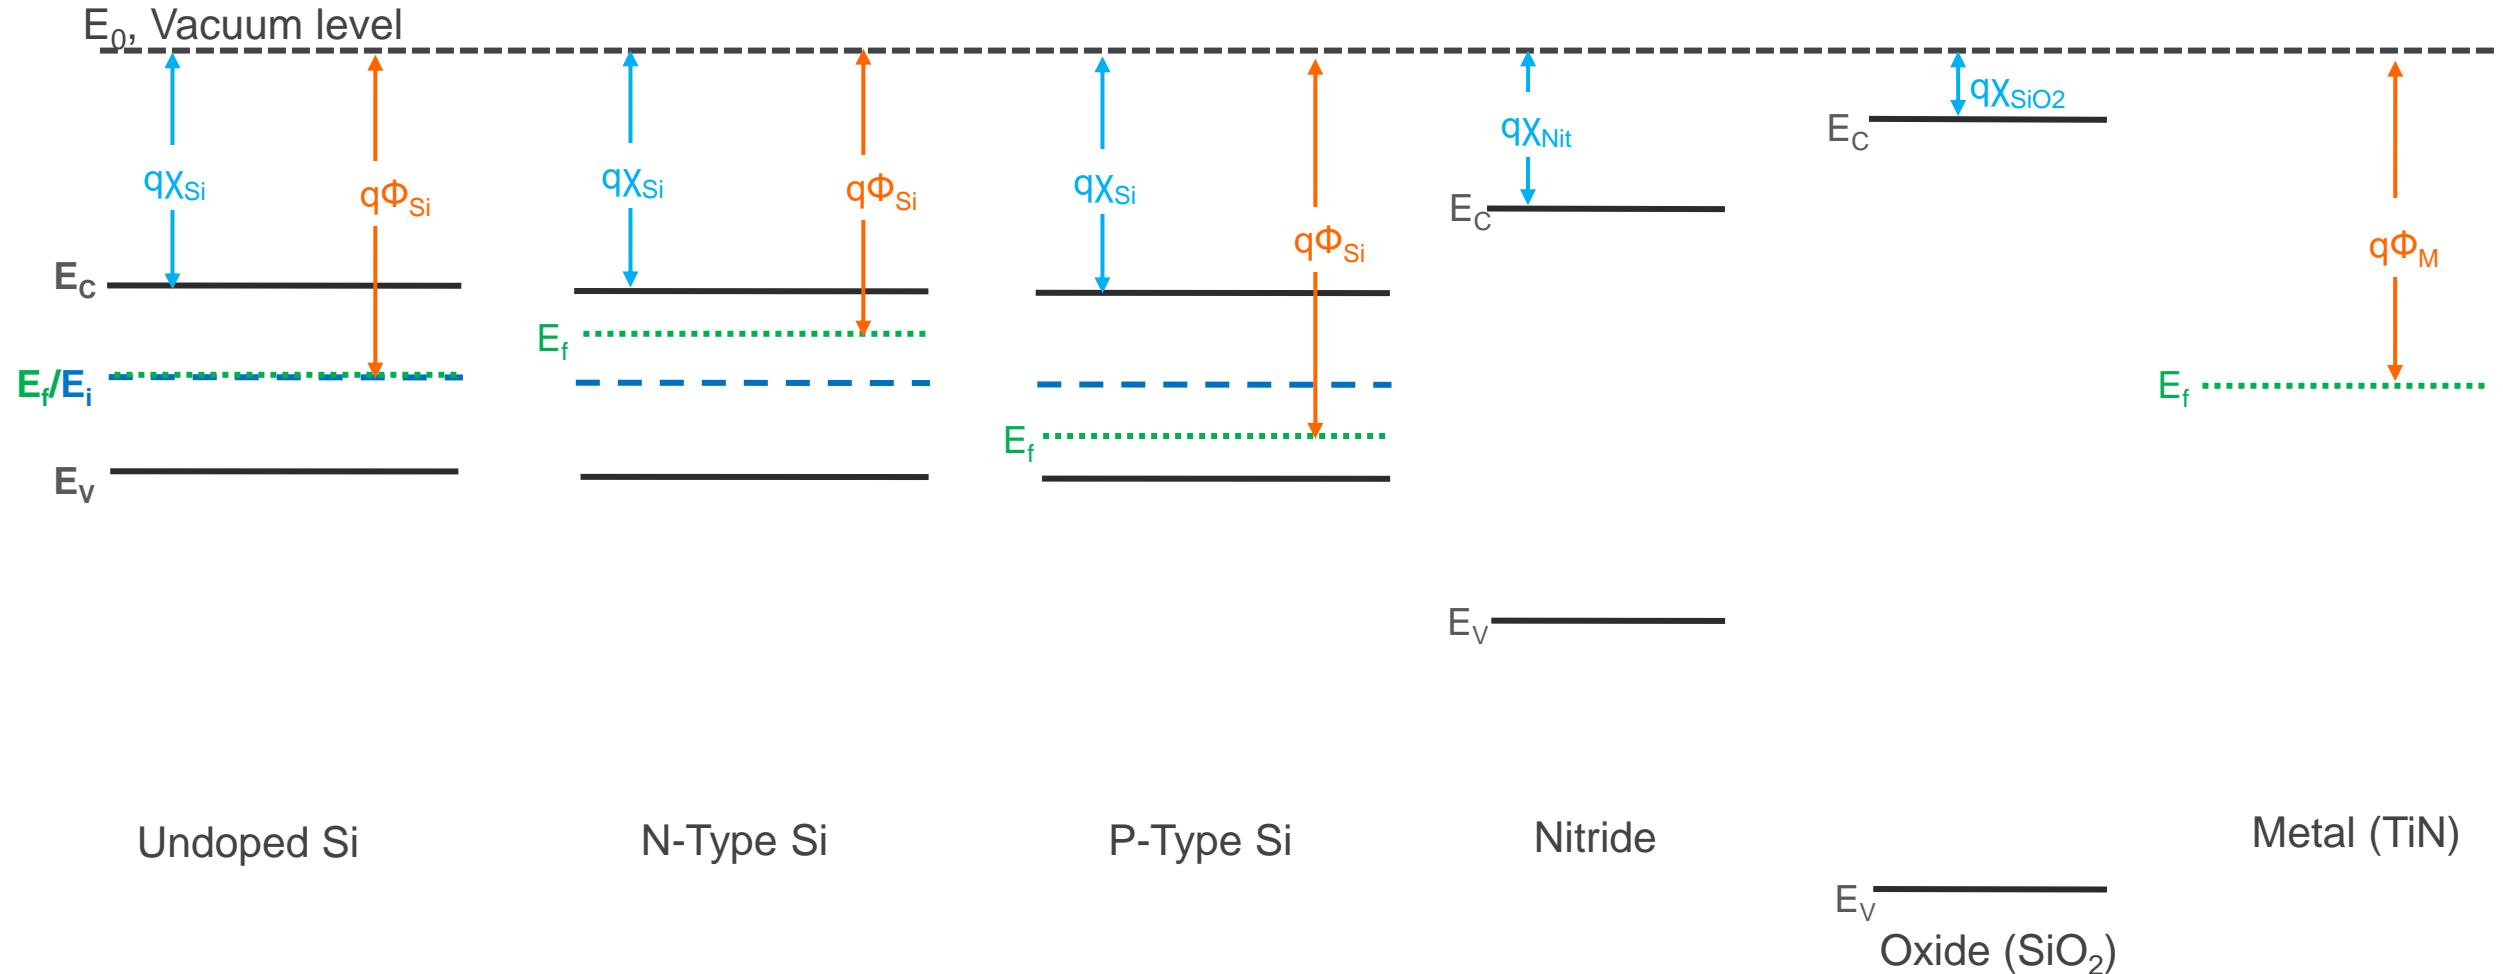 E0, Vacuum level
qχSi
qΦSi
EC
Ef/Ei
EV
Undoped Si
qχSi
qΦSi
Ef
N-Type Si
qχSi
qΦSi
Ef
P-Type Si
qχNit
EC
EV
Nitride
qχSiO2
EC
EV
Oxide (SiO2)
qΦM
Ef
Metal (TiN)